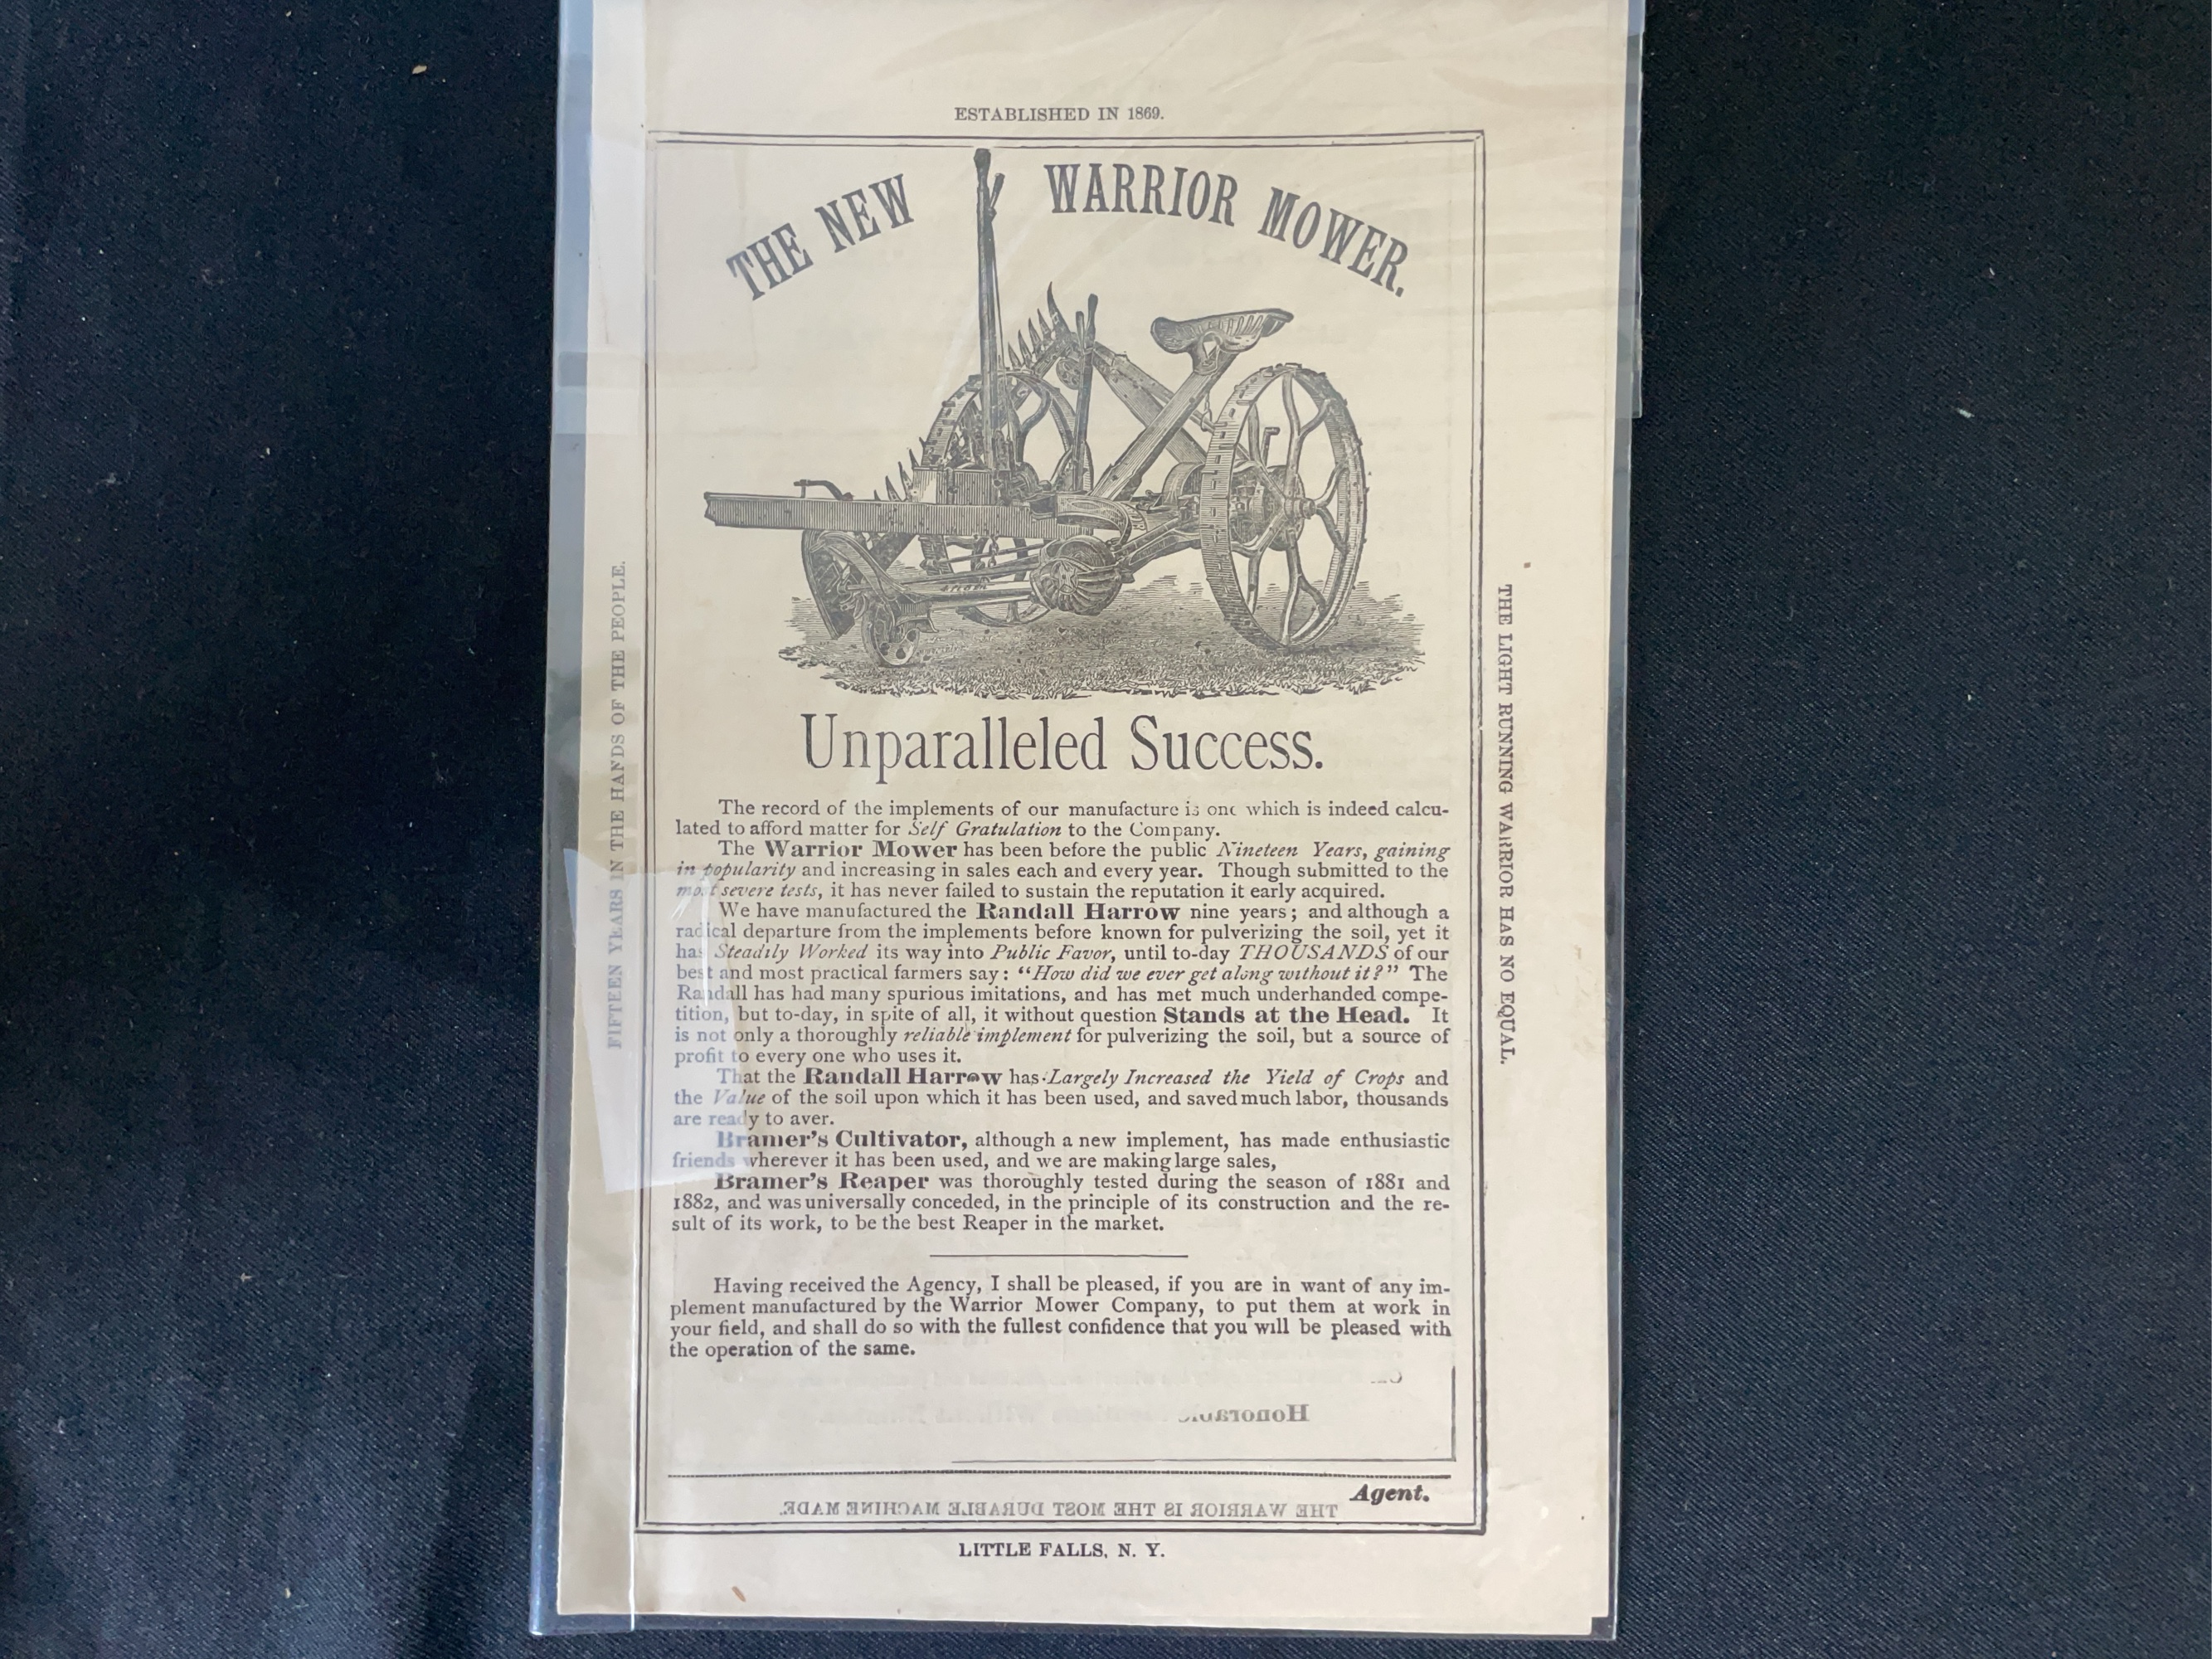 ESTABLISHED IN 1869.
THE NEW WARRIOR MOWER.
FIFTEEN YEARS IN THE HANDS OF THE PEOPLE.
THE LIGHT RUNNING WARRIOR HAS NO EQUAL.
Unparalleled Success.
The record of the implements of our manufacture is one which is indeed calcu-
lated to afford matter for Self Gratulation to the Company.
The Warrior Mower has been before the public Nineteen Years, gaining
in popularity and increasing in sales each and every year. Though submitted to the
most severe tests, it has never failed to sustain the reputation it early acquired.
We have manufactured the Randall Harrow nine years; and although a
radical departure from the implements before known for pulverizing the soil, yet it
has Steadily Worked its way into Public Favor, until to-day THOUSANDS of our
best and most practical farmers say: "How did we ever get along without it?" The
Randall has had many spurious imitations, and has met much underhanded compe-
tition, but to-day, in spite of all, it without question Stands at the Head. It
is not only a thoroughly reliable implement for pulverizing the soil, but a source of
profit to every one who uses it.
That the Randall Harrow has Largely Increased the Yield of Crops and
the Value of the soil upon which it has been used, and saved much labor, thousands
are ready to aver.
Bramer's Cultivator, although a new implement, has made enthusiastic
friends wherever it has been used, and we are making large sales,
Bramer's Reaper was thoroughly tested during the season of 1881 and
1882, and was universally conceded, in the principle of its construction and the re-
sult of its work, to be the best Reaper in the market.
Having received the Agency, I shall be pleased, if you are in want of any im-
plement manufactured by the Warrior Mower Company, to put them at work in
your field, and shall do so with the fullest confidence that you will be pleased with
the operation of the same.
Honorable
Agent.
THE WARRIOR IS THE MOST DURABLE MACHINE MADE.
LITTLE FALLS, N. Y.